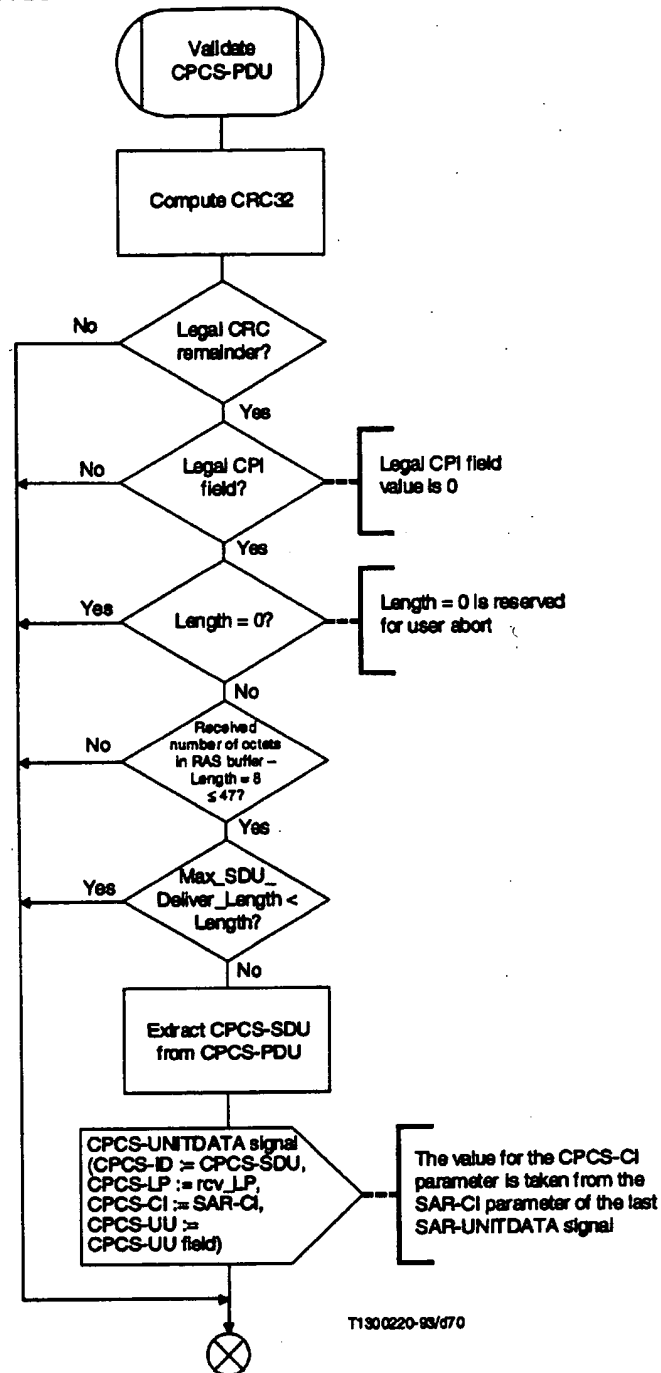 Validate
CPCS-PDU
Compute CRC32
No
Legal CRC
remainder?
Yes
No
Legal CPI
field?
Legal CPI field
value is 0
Yes
Yes
Length = 0?
Length = 0 is reserved
for user abort
No
No
Received
number of octets
in RAS buffer –
Length = 8
≤ 47?
Yes
Yes
Max_SDU_
Deliver_Length <
Length?
No
Extract CPCS-SDU
from CPCS-PDU
CPCS-UNITDATA signal
(CPCS-ID := CPCS-SDU,
CPCS-LP := rcv_LP,
CPCS-CI := SAR-CI,
CPCS-UU :=
CPCS-UU field)
The value for the CPCS-CI
parameter is taken from the
SAR-CI parameter of the last
SAR-UNITDATA signal
T1300220-93/d70